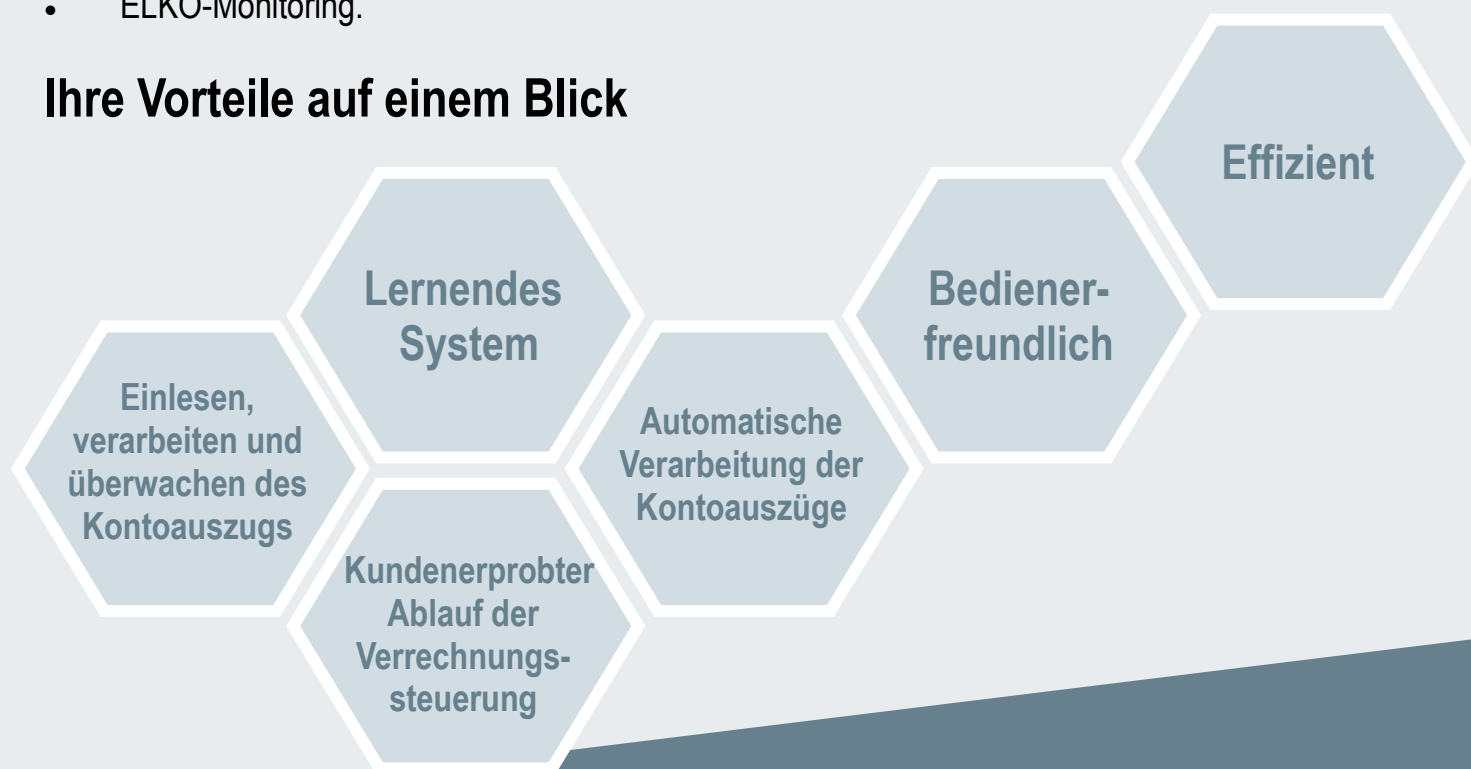 • ELKO-Monitoring.
Ihre Vorteile auf einem Blick
Effizient
Lernendes
System
Bediener-
freundlich
Einlesen,
verarbeiten und
überwachen des
Kontoauszugs
Automatische
Verarbeitung der
Kontoauszüge
Kundenerprobter
Ablauf der
Verrechnungs-
steuerung